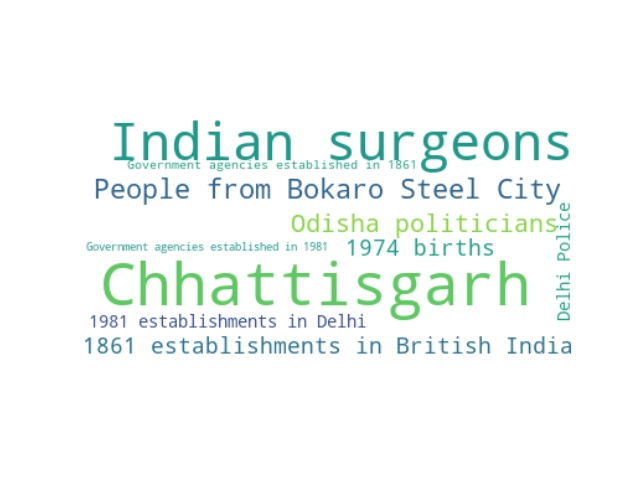 Indian surgeons
Government agencies established in 1861
People from Bokaro Steel City
Odisha politicians
Delhi Police
Government agencies established in 1981
1974 births
Chhattisgarh
1981 establishments in Delhi
1861 establishments in British India